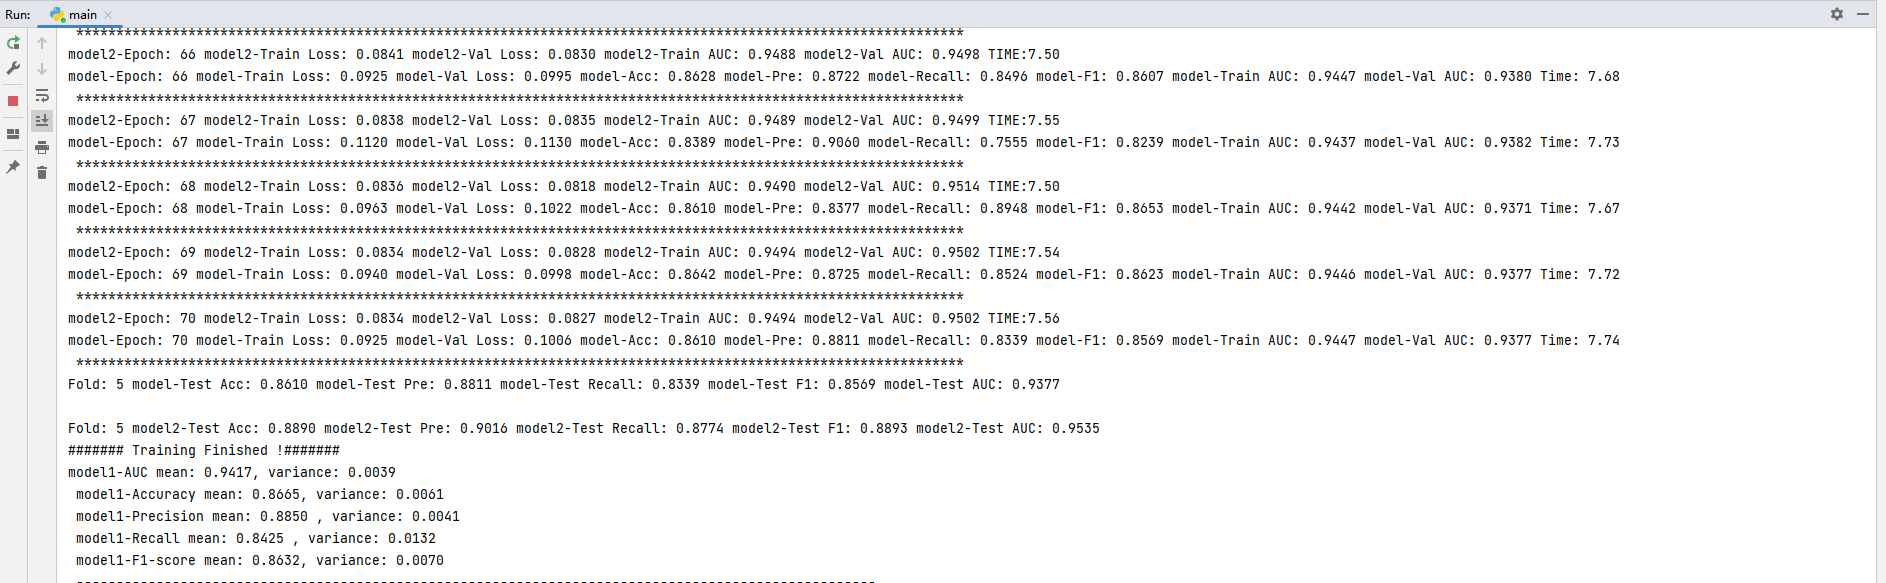 Run: main
***************************************************************************************************************
model2-Epoch: 66 model2-Train Loss: 0.0841 model2-Val Loss: 0.0830 model2-Train AUC: 0.9488 model2-Val AUC: 0.9498 TIME:7.50
model-Epoch: 66 model-Train Loss: 0.0925 model-Val Loss: 0.0995 model-Acc: 0.8628 model-Pre: 0.8722 model-Recall: 0.8496 model-F1: 0.8607 model-Train AUC: 0.9447 model-Val AUC: 0.9380 Time: 7.68
***************************************************************************************************************
model2-Epoch: 67 model2-Train Loss: 0.0838 model2-Val Loss: 0.0835 model2-Train AUC: 0.9489 model2-Val AUC: 0.9499 TIME:7.55
model-Epoch: 67 model-Train Loss: 0.1120 model-Val Loss: 0.1130 model-Acc: 0.8389 model-Pre: 0.9060 model-Recall: 0.7555 model-F1: 0.8239 model-Train AUC: 0.9437 model-Val AUC: 0.9382 Time: 7.73
***************************************************************************************************************
model2-Epoch: 68 model2-Train Loss: 0.0836 model2-Val Loss: 0.0818 model2-Train AUC: 0.9490 model2-Val AUC: 0.9514 TIME:7.50
model-Epoch: 68 model-Train Loss: 0.0963 model-Val Loss: 0.1022 model-Acc: 0.8610 model-Pre: 0.8377 model-Recall: 0.8948 model-F1: 0.8653 model-Train AUC: 0.9442 model-Val AUC: 0.9371 Time: 7.67
***************************************************************************************************************
model2-Epoch: 69 model2-Train Loss: 0.0834 model2-Val Loss: 0.0828 model2-Train AUC: 0.9494 model2-Val AUC: 0.9502 TIME:7.54
model-Epoch: 69 model-Train Loss: 0.0940 model-Val Loss: 0.0998 model-Acc: 0.8642 model-Pre: 0.8725 model-Recall: 0.8524 model-F1: 0.8623 model-Train AUC: 0.9446 model-Val AUC: 0.9377 Time: 7.72
***************************************************************************************************************
model2-Epoch: 70 model2-Train Loss: 0.0834 model2-Val Loss: 0.0827 model2-Train AUC: 0.9494 model2-Val AUC: 0.9502 TIME:7.56
model-Epoch: 70 model-Train Loss: 0.0925 model-Val Loss: 0.1006 model-Acc: 0.8610 model-Pre: 0.8811 model-Recall: 0.8339 model-F1: 0.8569 model-Train AUC: 0.9447 model-Val AUC: 0.9377 Time: 7.74
***************************************************************************************************************
Fold: 5 model-Test Acc: 0.8610 model-Test Pre: 0.8811 model-Test Recall: 0.8339 model-Test F1: 0.8569 model-Test AUC: 0.9377
Fold: 5 model2-Test Acc: 0.8890 model2-Test Pre: 0.9016 model2-Test Recall: 0.8774 model2-Test F1: 0.8893 model2-Test AUC: 0.9535
####### Training Finished !#######
model1-AUC mean: 0.9417, variance: 0.0039
model1-Accuracy mean: 0.8665, variance: 0.0061
model1-Precision mean: 0.8850 , variance: 0.0041
model1-Recall mean: 0.8425 , variance: 0.0132
model1-F1-score mean: 0.8632, variance: 0.0070
----------------------------------------------------------------------------------------------------